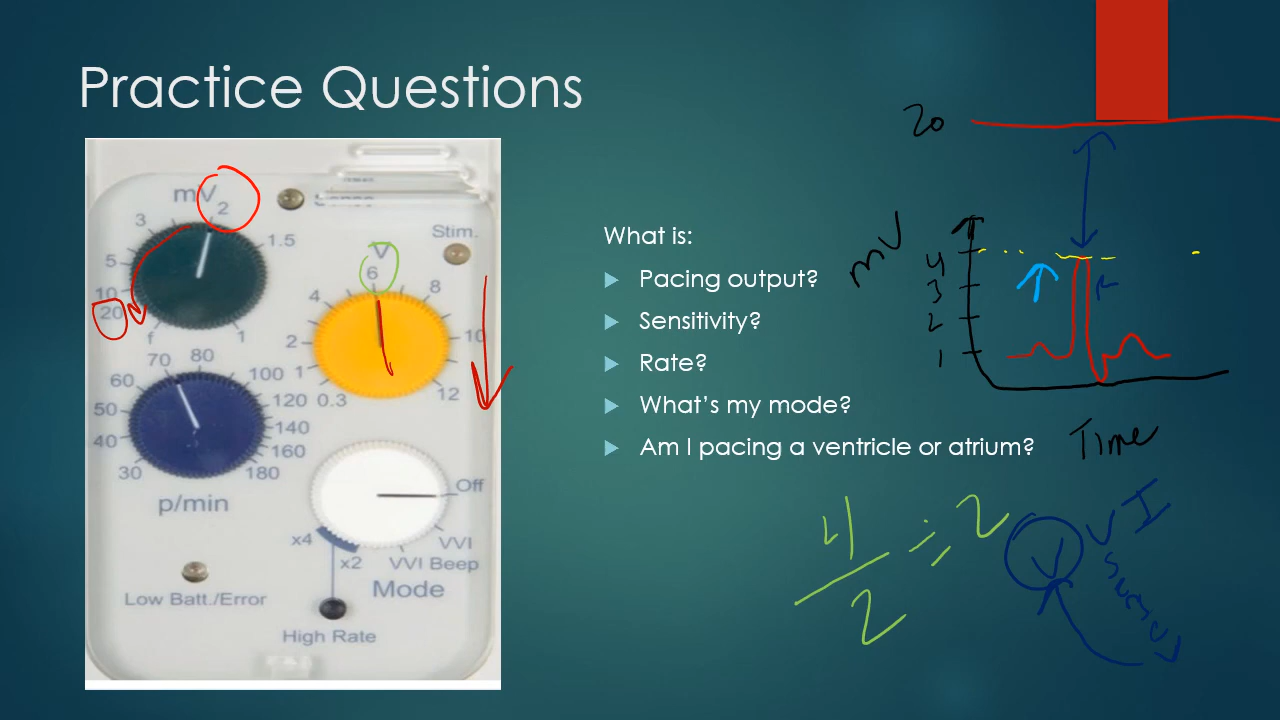 Practice Questions
mV
2
3
1.5
5
10
20
f
1
Stim.
V
6
4
8
2
10
1
0.3
12
70
80
60
100
50
120
40
140
160
30
180
p/min
Off
VVI
VVI Beep
x2
x4
Mode
Low Batt./Error
High Rate
What is:
Pacing output?
Sensitivity?
Rate?
What's my mode?
Am I pacing a ventricle or atrium?
20
mV
4
3
2
1
R
Time
4
2
÷ 2
VVI